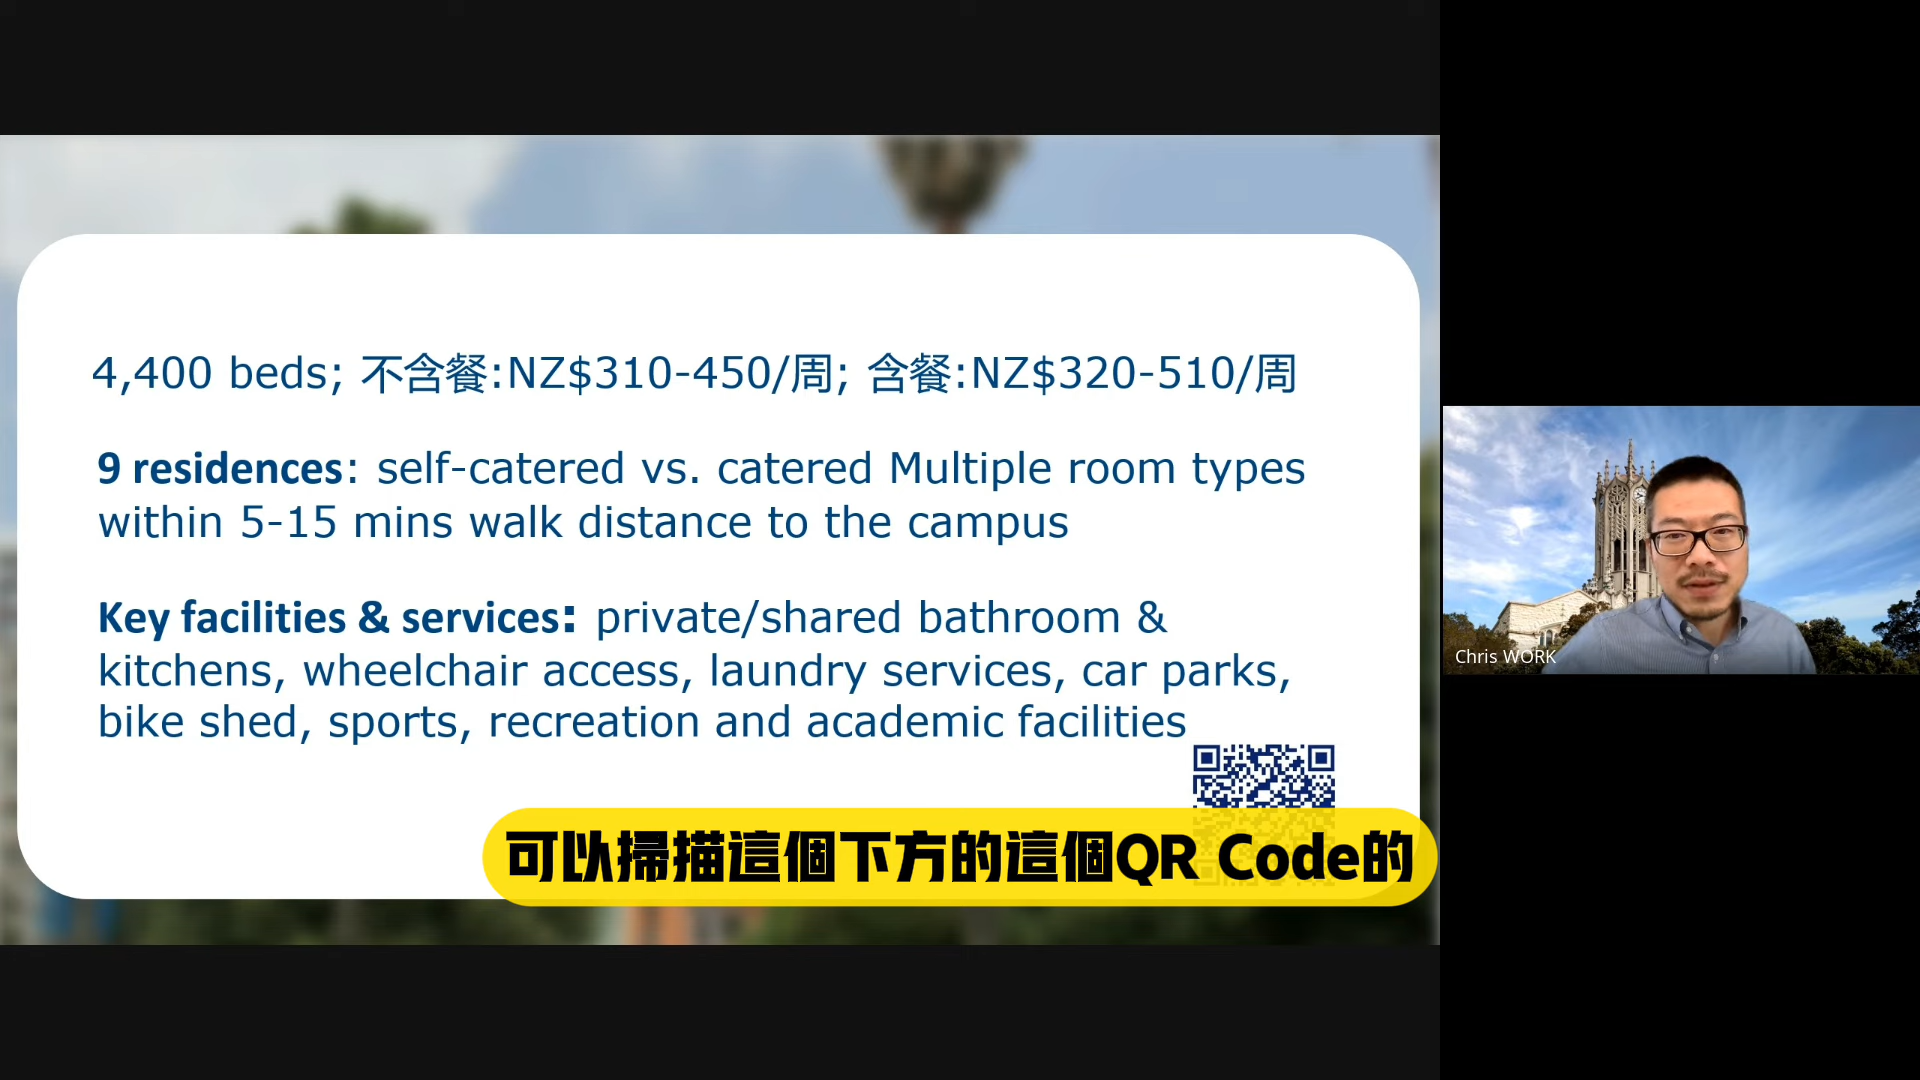 4,400 beds; 不含餐:NZ$310-450/周; 含餐:NZ$320-510/周
9 residences: self-catered vs. catered Multiple room types
within 5-15 mins walk distance to the campus
Key facilities & services: private/shared bathroom &
kitchens, wheelchair access, laundry services, car parks,
bike shed, sports, recreation and academic facilities
可以掃描這個下方的這個QR Code的
Chris WORK